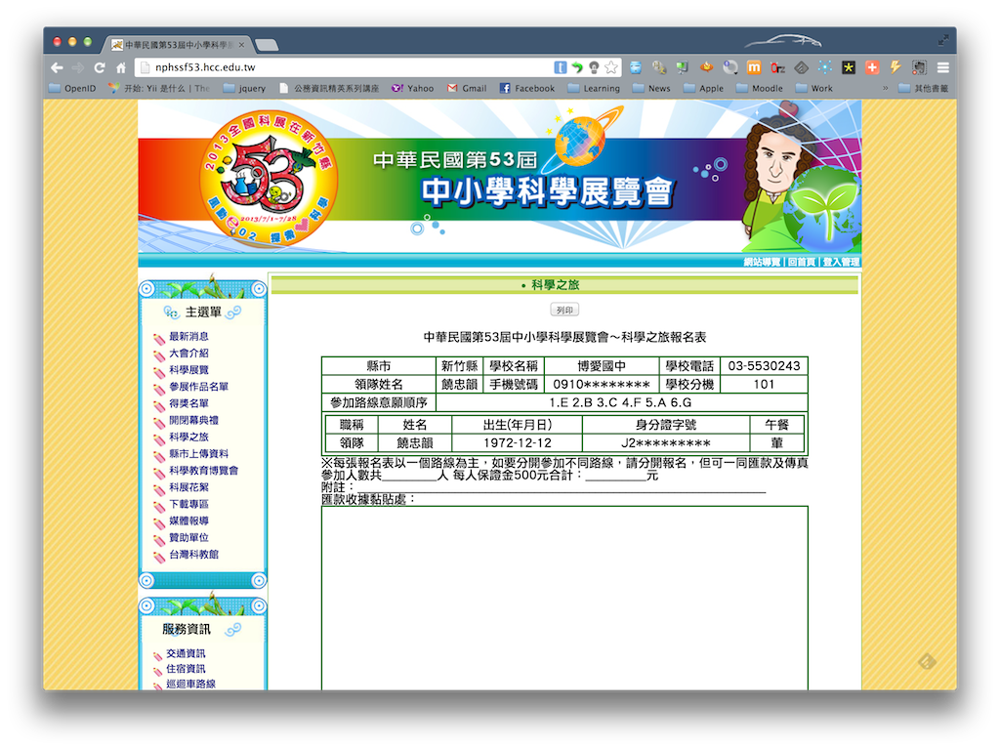 中華民國第53屆中小學科學
nphssf53.hcc.edu.tw
OpenID
开始: Yii 是什么 | The
jquery
公務資訊精英系列講座
Yahoo
Gmail
Facebook
Learning
News
Apple
Moodle
Work
»
其他書籤
2013全國科展在新竹縣
53
2013/7/1~7/28
科學
中華民國第53屆
中小學科學展覽會
網站導覽 | 回首頁 | 登入管理
主選單
最新消息
大會介紹
科學展覽
參展作品名單
得獎名單
開閉幕典禮
科學之旅
縣市上傳資料
科學教育博覽會
科展花絮
下載專區
媒體報導
贊助單位
台灣科教館
服務資訊
交通資訊
住宿資訊
巡迴車路線
• 科學之旅
列印
中華民國第53屆中小學科學展覽會～科學之旅報名表
縣市 新竹縣 學校名稱 博愛國中 學校電話 03-5530243
領隊姓名 饒忠韻 手機號碼 0910******** 學校分機 101
參加路線意願順序 1.E 2.B 3.C 4.F 5.A 6.G
職稱 姓名 出生(年月日) 身分證字號 午餐
領隊 饒忠韻 1972-12-12 J2********* 葷
※每張報名表以一個路線為主，如要分開參加不同路線，請分開報名，但可一同匯款及傳真
參加人數共________人 每人保證金500元合計：_________元
附註：____________________________________________________________
匯款收據黏貼處：